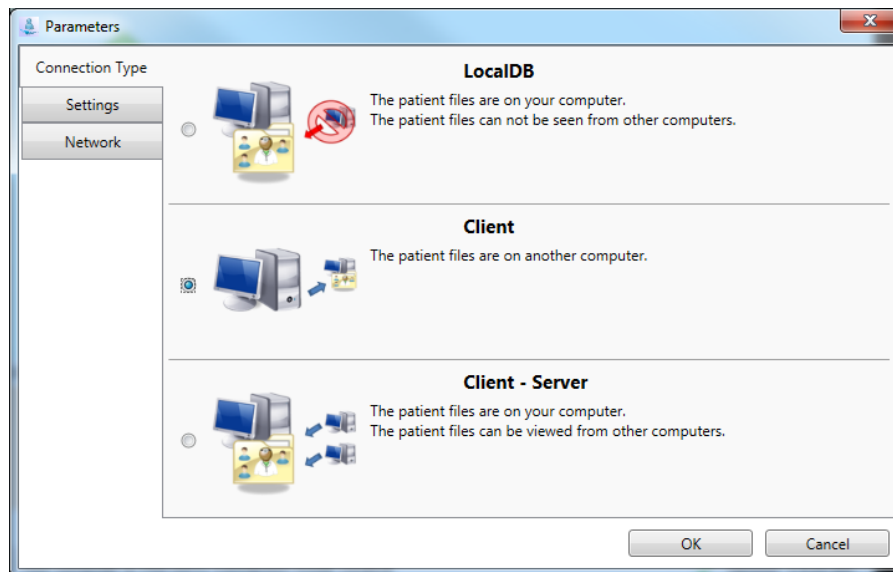 Parameters
Connection Type
Settings
Network
LocalDB
The patient files are on your computer.
The patient files can not be seen from other computers.
Client
The patient files are on another computer.
Client - Server
The patient files are on your computer.
The patient files can be viewed from other computers.
OK
Cancel